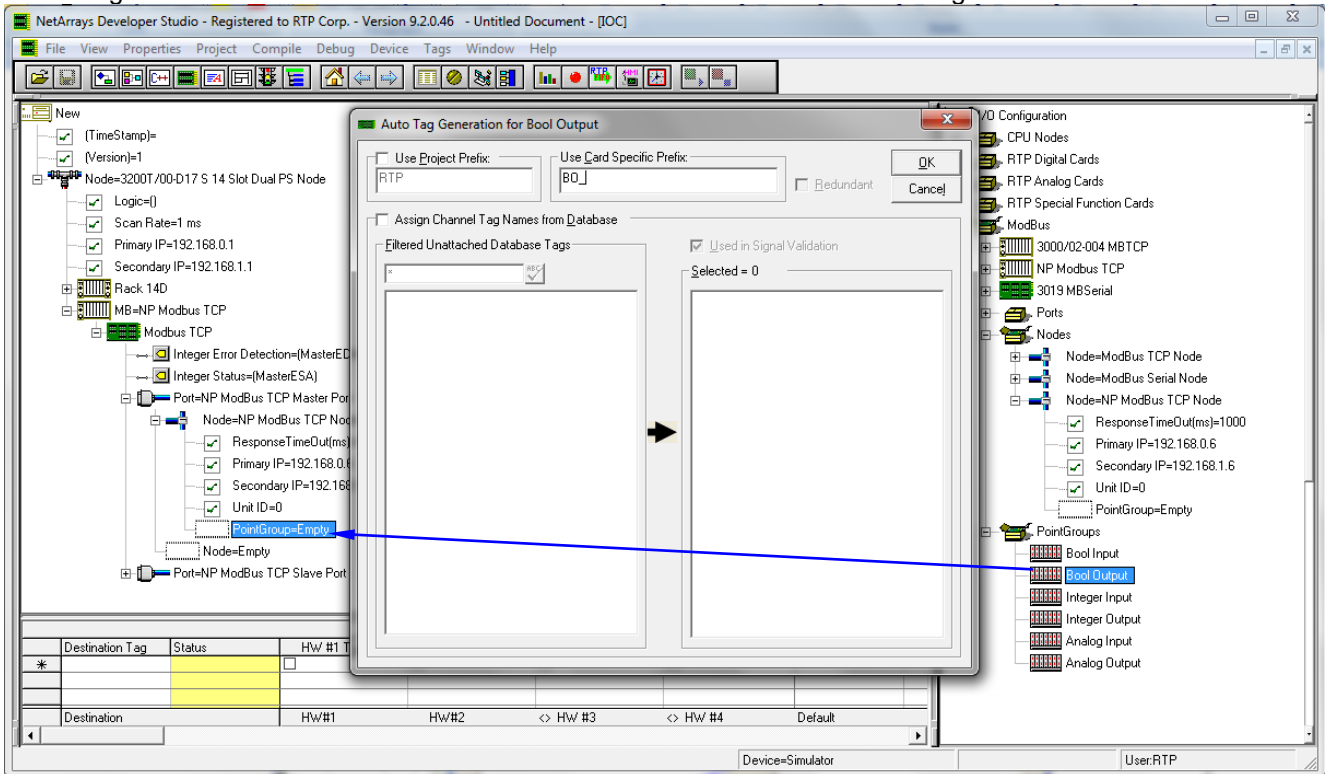 NetArrays Developer Studio - Registered to RTP Corp. - Version 9.2.0.46 - Untitled Document - [IOC]
File View Properties Project Compile Debug Device Tags Window Help
New
(TimeStamp)=
(Version)=1
Node=3200T/00-D17 S 14 Slot Dual PS Node
Logic=()
Scan Rate=1 ms
Primary IP=192.168.0.1
Secondary IP=192.168.1.1
Rack 14D
MB=NP Modbus TCP
Modbus TCP
Integer Error Detection=(MasterED
Integer Status=(MasterESA)
Port=NP ModBus TCP Master Por
Node=NP ModBus TCP Nod
ResponseTimeOut(ms)
Primary IP=192.168.0.6
Secondary IP=192.168
Unit ID=0
PointGroup=Empty
Node=Empty
Port=NP ModBus TCP Slave Port
Auto Tag Generation for Bool Output
Use Project Prefix:
RTP
Use Card Specific Prefix:
BO_
Redundant
OK
Cancel
Assign Channel Tag Names from Database
Filtered Unattached Database Tags
*
ABC
Used in Signal Validation
Selected = 0
I/O Configuration
CPU Nodes
RTP Digital Cards
RTP Analog Cards
RTP Special Function Cards
ModBus
3000/02-004 MBTCP
NP Modbus TCP
3019 MBSerial
Ports
Nodes
Node=ModBus TCP Node
Node=ModBus Serial Node
Node=NP ModBus TCP Node
ResponseTimeOut(ms)=1000
Primary IP=192.168.0.6
Secondary IP=192.168.1.6
Unit ID=0
PointGroup=Empty
PointGroups
Bool Input
Bool Output
Integer Input
Integer Output
Analog Input
Analog Output
Destination Tag Status HW #1 T
*
Destination HW#1 HW#2 <> HW #3 <> HW #4 Default
Device=Simulator User:RTP